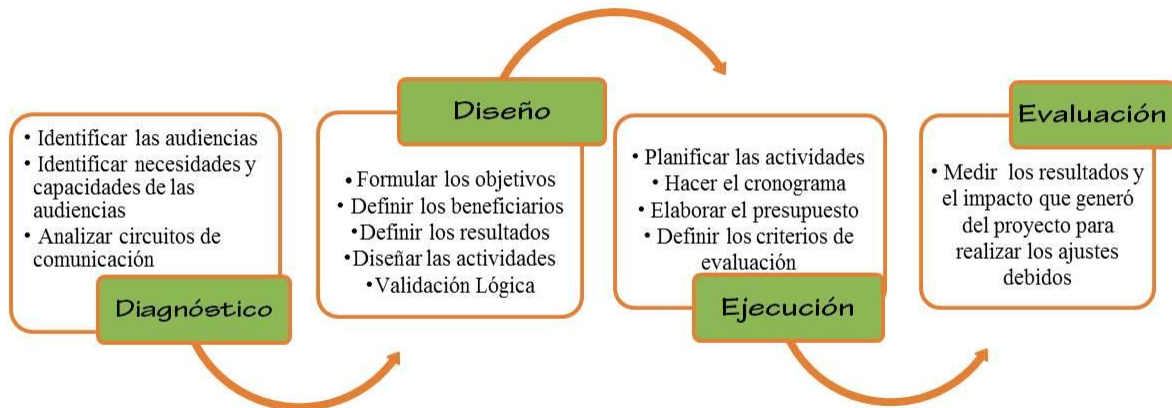 • Identificar las audiencias
• Identificar necesidades y
capacidades de las
audiencias
• Analizar circuitos de
comunicación
Diagnóstico
Diseño
• Formular los objetivos
• Definir los beneficiarios
• Definir los resultados
• Diseñar las actividades
• Validación Lógica
• Planificar las actividades
• Hacer el cronograma
• Elaborar el presupuesto
• Definir los criterios de
evaluación
Ejecución
Evaluación
• Medir los resultados y
el impacto que generó
del proyecto para
realizar los ajustes
debidos